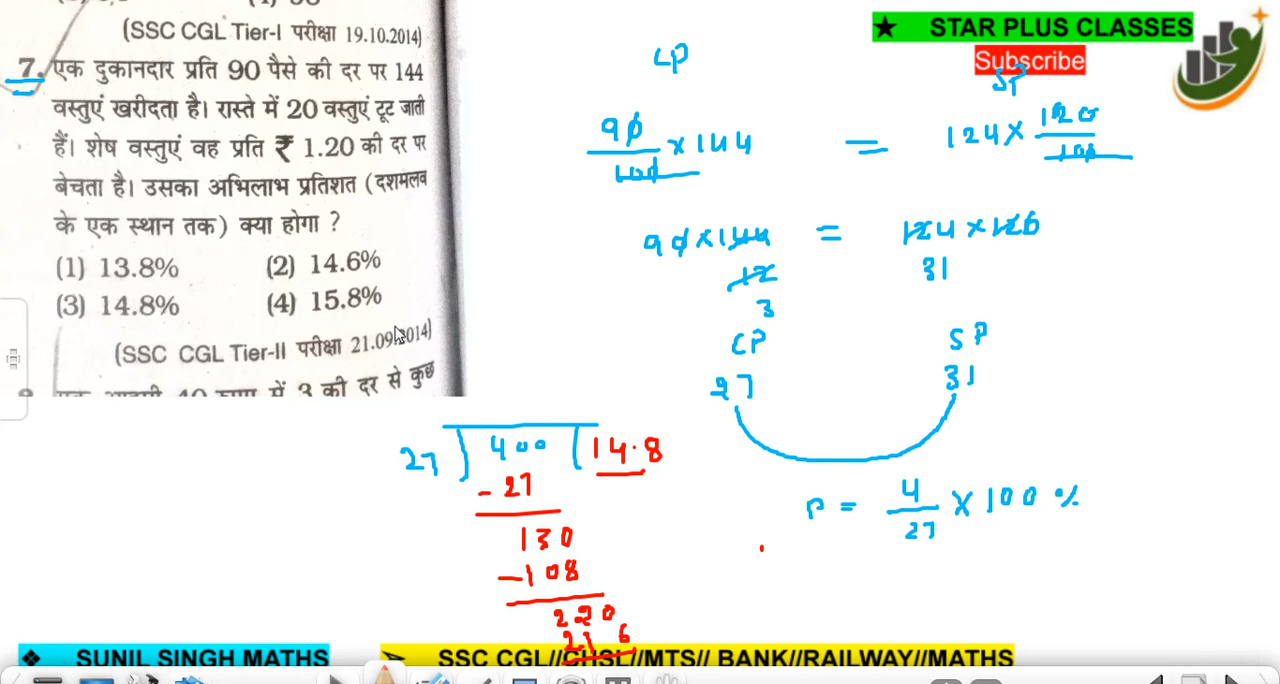 (SSC CGL Tier-I परीक्षा 19.10.2014)
7. एक दुकानदार प्रति 90 पैसे की दर पर 144
वस्तुएं खरीदता है। रास्ते में 20 वस्तुएं टूट जाती
हैं। शेष वस्तुएं वह प्रति ₹ 1.20 की दर पर
बेचता है। उसका अभिलाभ प्रतिशत (दशमलव
के एक स्थान तक) क्या होगा ?
(1) 13.8% (2) 14.6%
(3) 14.8% (4) 15.8%
(SSC CGL Tier-II परीक्षा 21.09.2014)
में 3 की दर से कुछ
★ STAR PLUS CLASSES
Subscribe
CP SP
90/100 × 144 = 124 × 120/100
90 × 144 = 124 × 120
12 31
3
CP SP
27 31
P = 4/27 × 100 %
27 ) 400 ( 14.8
- 27
130
- 108
220
216
❖ SUNIL SINGH MATHS ➢ SSC CGL//CHSL//MTS// BANK//RAILWAY//MATHS